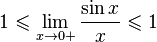 1 ⩽ lim_{x→0+} sin x / x ⩽ 1